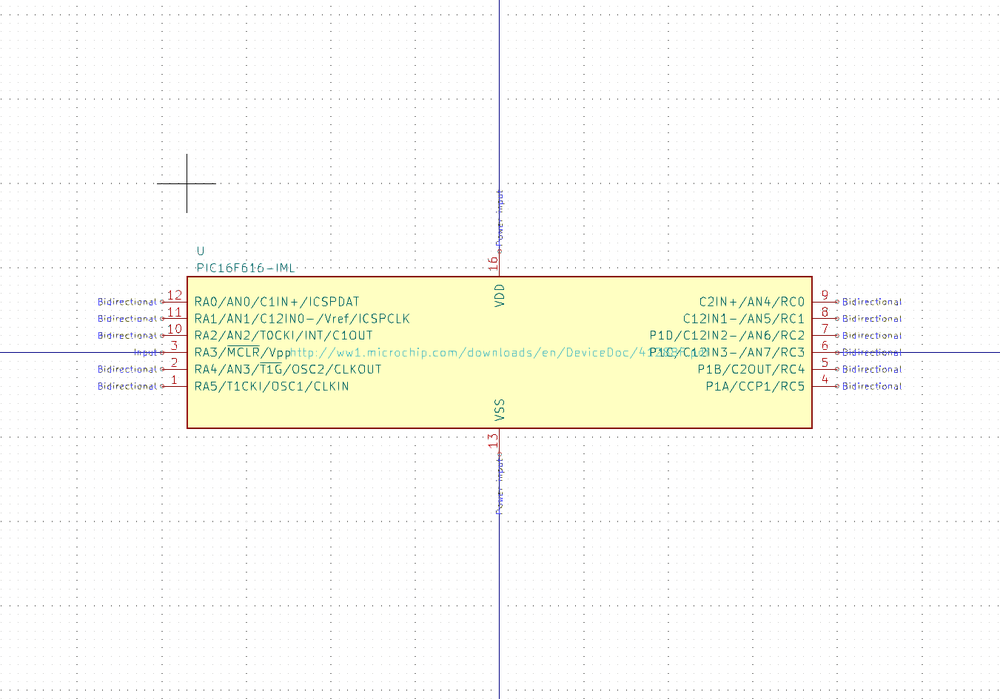 Power input
16
U
PIC16F616-IML
VDD
Bidirectional 12 RA0/AN0/C1IN+/ICSPDAT C2IN+/AN4/RC0 9 Bidirectional
Bidirectional 11 RA1/AN1/C12IN0-/Vref/ICSPCLK C12IN1-/AN5/RC1 8 Bidirectional
Bidirectional 10 RA2/AN2/T0CKI/INT/C1OUT P1D/C12IN2-/AN6/RC2 7 Bidirectional
Input 3 RA3/MCLR/Vpp http://ww1.microchip.com/downloads/en/DeviceDoc/ P1C/C12IN3-/AN7/RC3 6 Bidirectional
Bidirectional 2 RA4/AN3/T1G/OSC2/CLKOUT P1B/C2OUT/RC4 5 Bidirectional
Bidirectional 1 RA5/T1CKI/OSC1/CLKIN P1A/CCP1/RC5 4 Bidirectional
VSS
13
Power input